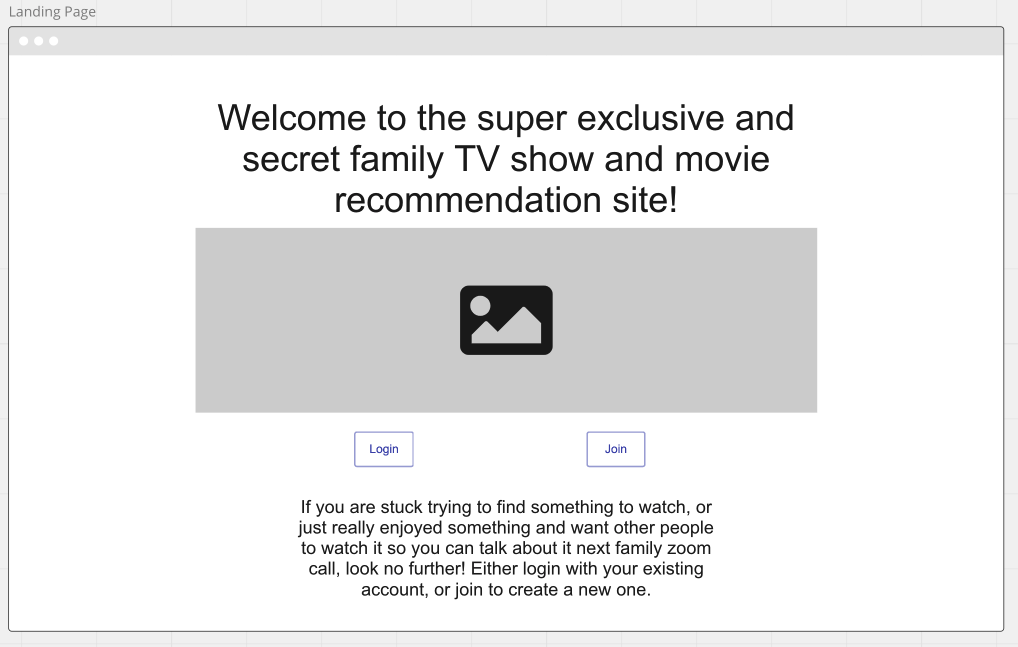 Landing Page
Welcome to the super exclusive and
secret family TV show and movie
recommendation site!
Login
Join
If you are stuck trying to find something to watch, or
just really enjoyed something and want other people
to watch it so you can talk about it next family zoom
call, look no further! Either login with your existing
account, or join to create a new one.